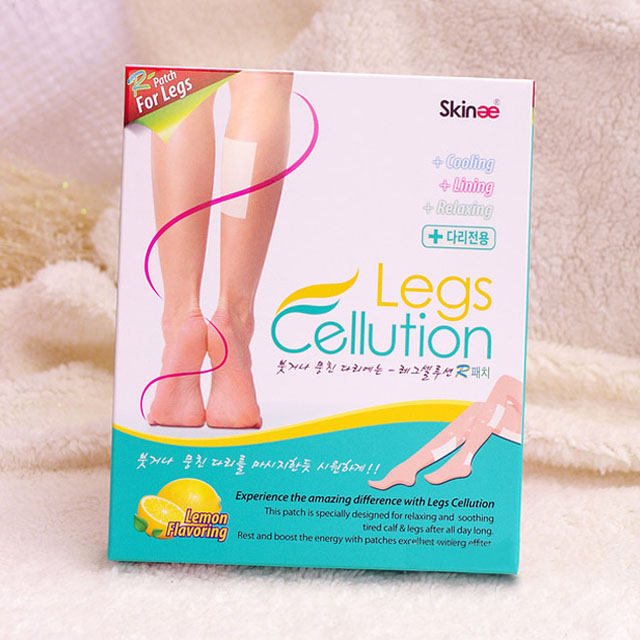 R- Patch
For Legs
Skinae®
+ Cooling
+ Lining
+ Relaxing
+ 다리전용
Legs
Cellution
붓거나 뭉친 다리에는 - 레그셀루션 R 패치
붓거나 뭉친 다리를 마사지한듯 시원하게!!
Lemon
Flavoring
Experience the amazing difference with Legs Cellution
This patch is specially designed for relaxing and soothing
tired calf & legs after all day long.
Rest and boost the energy with patches excellent